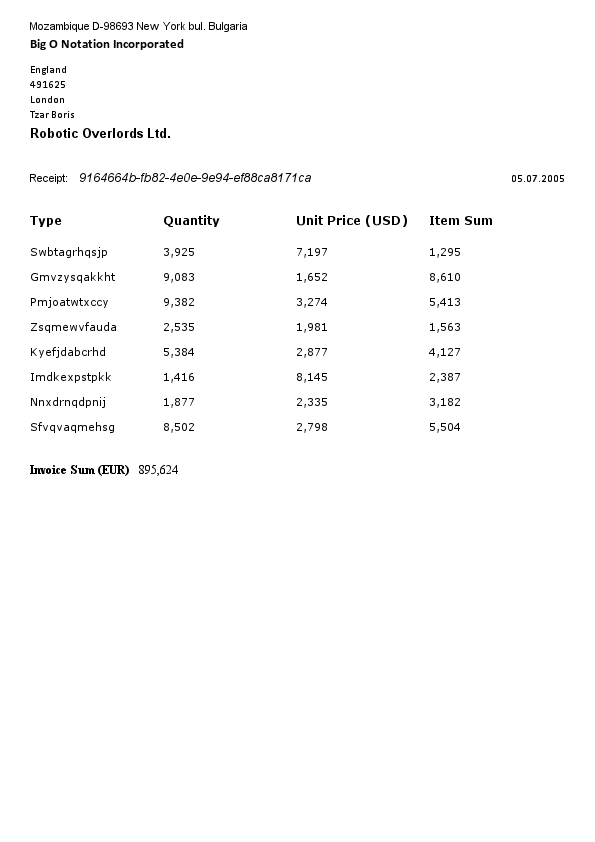 Mozambique D-98693 New York bul. Bulgaria
Big O Notation Incorporated
England
491625
London
Tzar Boris
Robotic Overlords Ltd.
Receipt: 9164664b-fb82-4e0e-9e94-ef88ca8171ca 05.07.2005
Type Quantity Unit Price (USD) Item Sum
Swbtagrhqsjp 3,925 7,197 1,295
Gmvzysqakkht 9,083 1,652 8,610
Pmjoatwtxccy 9,382 3,274 5,413
Zsqmewvfauda 2,535 1,981 1,563
Kyefjdabcrhd 5,384 2,877 4,127
Imdkexpstpkk 1,416 8,145 2,387
Nnxdrnqdpnij 1,877 2,335 3,182
Sfvqvaqmehsg 8,502 2,798 5,504
Invoice Sum (EUR) 895,624